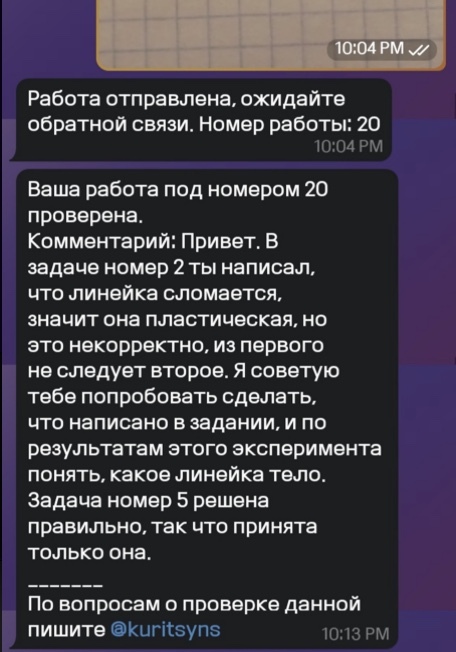 10:04 PM
Работа отправлена, ожидайте
обратной связи. Номер работы: 20
10:04 PM
Ваша работа под номером 20
проверена.
Комментарий: Привет. В
задаче номер 2 ты написал,
что линейка сломается,
значит она пластическая, но
это некорректно, из первого
не следует второе. Я советую
тебе попробовать сделать,
что написано в задании, и по
результатам этого эксперимента
понять, какое линейка тело.
Задача номер 5 решена
правильно, так что принята
только она.
_______
По вопросам о проверке данной
пишите @kuritsyns
10:13 PM